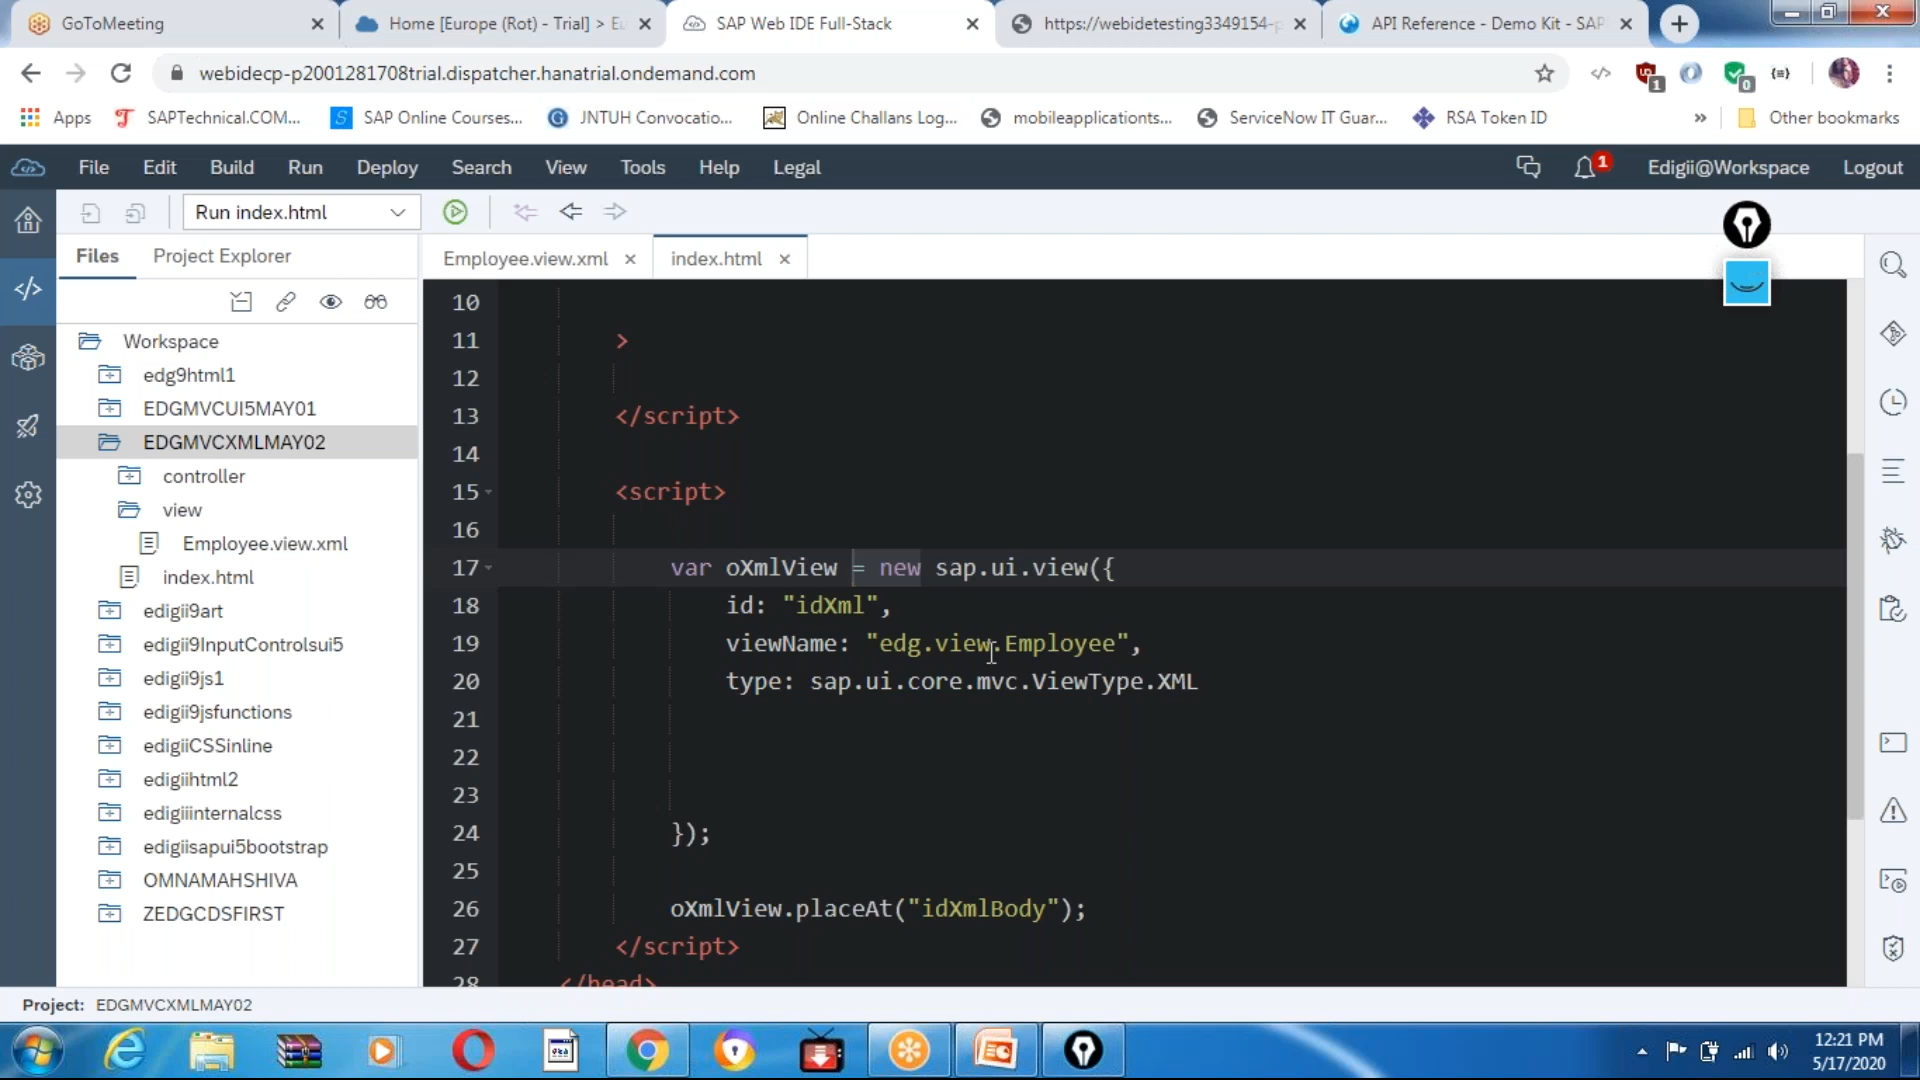 GoToMeeting
Home [Europe (Rot) - Trial] > Eu
SAP Web IDE Full-Stack
https://webidetesting3349154-p
API Reference - Demo Kit - SAP
webidecp-p2001281708trial.dispatcher.hanatrial.ondemand.com
1
0
Apps
SAPTechnical.COM...
SAP Online Courses...
JNTUH Convocatio...
Online Challans Log...
mobileapplicationts...
ServiceNow IT Guar...
RSA Token ID
»
Other bookmarks
File
Edit
Build
Run
Deploy
Search
View
Tools
Help
Legal
1
Edigii@Workspace
Logout
Run index.html
Files
Project Explorer
Employee.view.xml
index.html
Workspace
edg9html1
EDGMVCUI5MAY01
EDGMVCXMLMAY02
controller
view
Employee.view.xml
index.html
edigii9art
edigii9InputControlsui5
edigii9js1
edigii9jsfunctions
edigiiCSSinline
edigiihtml2
edigiiinternalcss
edigiisapui5bootstrap
OMNAMAHSHIVA
ZEDGCDSFIRST
10
11 >
12
13 </script>
14
15 <script>
16
17 var oXmlView = new sap.ui.view({
18 id: "idXml",
19 viewName: "edg.view.Employee",
20 type: sap.ui.core.mvc.ViewType.XML
21
22
23
24 });
25
26 oXmlView.placeAt("idXmlBody");
27 </script>
28 </head>
Project: EDGMVCXMLMAY02
12:21 PM
5/17/2020